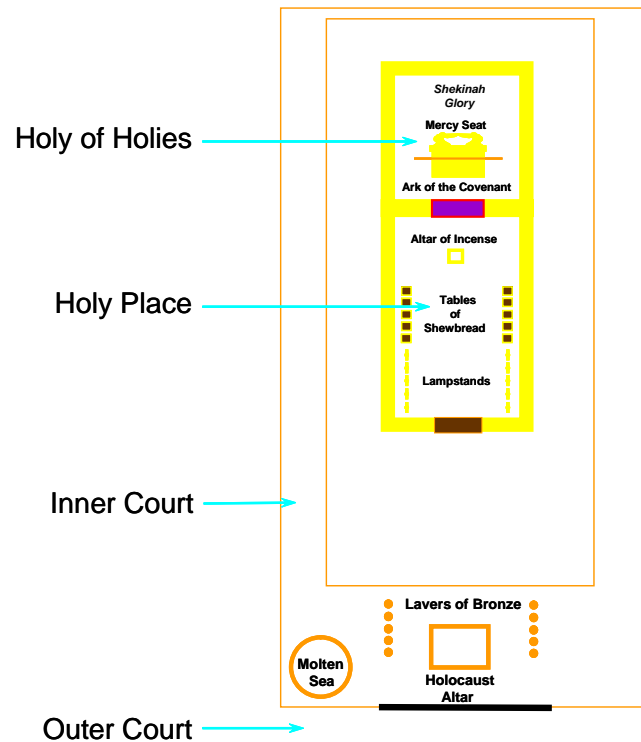 Shekinah
Glory
Mercy Seat
Holy of Holies
Ark of the Covenant
Altar of Incense
Holy Place
Tables
of
Shewbread
Lampstands
Inner Court
Lavers of Bronze
Molten
Sea
Holocaust
Altar
Outer Court